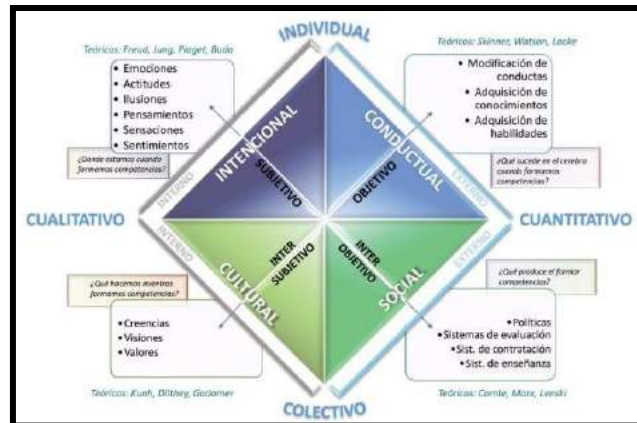 INDIVIDUAL
Teóricos: Freud, Jung, Piaget, Buda
• Emociones
• Actitudes
• Ilusiones
• Pensamientos
• Sensaciones
• Sentimientos
¿Dónde estamos cuando
formamos competencias?
Teóricos: Skinner, Watson, Locke
• Modificación de
conductas
• Adquisición de
conocimientos
• Adquisición de
habilidades
¿Qué sucede en el cerebro
cuando formamos
competencias?
INTERNO
INTENCIONAL
SUBJETIVO
CONDUCTUAL
OBJETIVO
EXTERNO
CUALITATIVO
CUANTITATIVO
INTERNO
CULTURAL
INTER
SUBJETIVO
INTER
OBJETIVO
SOCIAL
EXTERNO
¿Qué hacemos mientras
formamos competencias?
• Creencias
• Visiones
• Valores
Teóricos: Kunh, Dilthey, Gadamer
¿Qué produce el formar
competencias?
• Políticas
• Sistemas de evaluación
• Sist. de contratación
• Sist. de enseñanza
Teóricos: Comte, Marx, Lenski
COLECTIVO